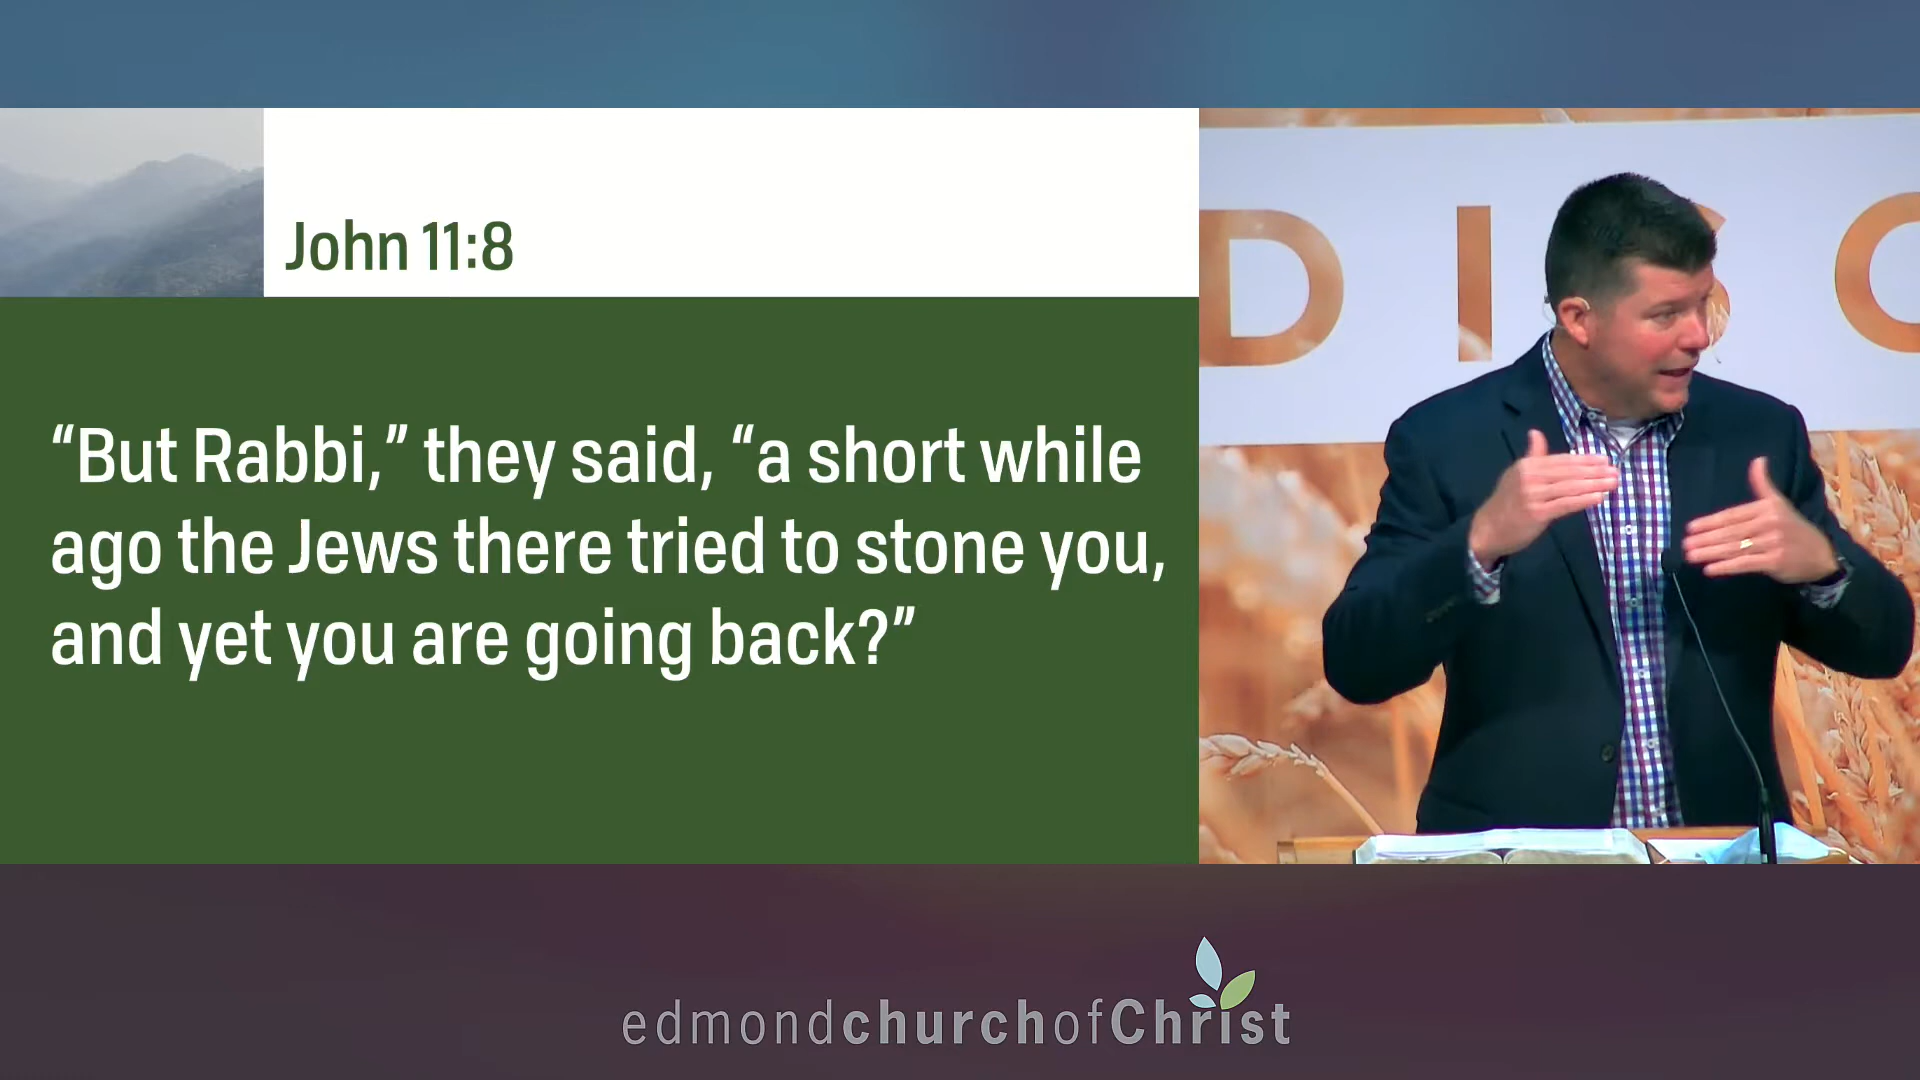 John 11:8
“But Rabbi,” they said, “a short while
ago the Jews there tried to stone you,
and yet you are going back?”
DISC
edmondchurchofChrist